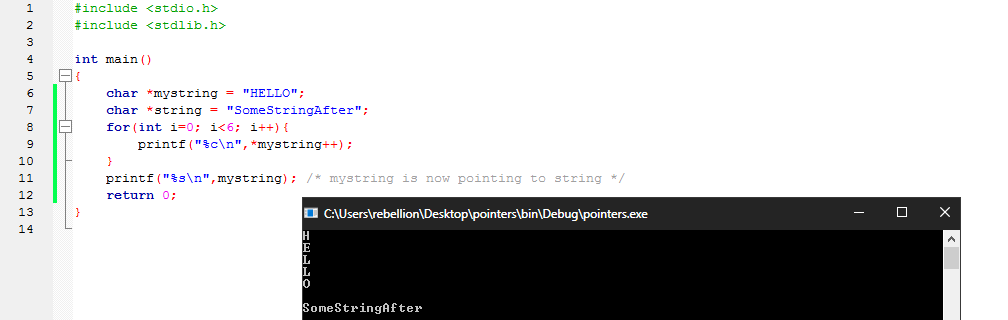 1 #include <stdio.h>
2 #include <stdlib.h>
3
4 int main()
5 {
6 char *mystring = "HELLO";
7 char *string = "SomeStringAfter";
8 for(int i=0; i<6; i++){
9 printf("%c\n",*mystring++);
10 }
11 printf("%s\n",mystring); /* mystring is now pointing to string */
12 return 0;
13 }
14
C:\Users\rebellion\Desktop\pointers\bin\Debug\pointers.exe
H
E
L
L
O
SomeStringAfter